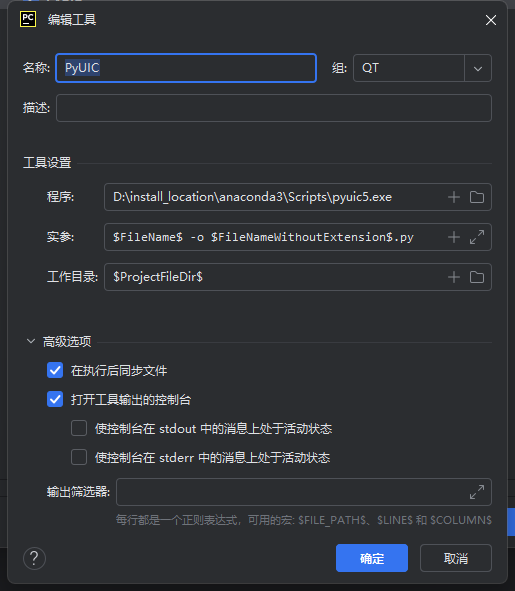 PC 编辑工具
名称: PyUIC 组: QT
描述:
工具设置
程序: D:\install_location\anaconda3\Scripts\pyuic5.exe
实参: $FileName$ -o $FileNameWithoutExtension$.py
工作目录: $ProjectFileDir$
高级选项
在执行后同步文件
打开工具输出的控制台
使控制台在 stdout 中的消息上处于活动状态
使控制台在 stderr 中的消息上处于活动状态
输出筛选器:
每行都是一个正则表达式，可用的宏: $FILE_PATH$、$LINE$ 和 $COLUMN$
? 确定 取消